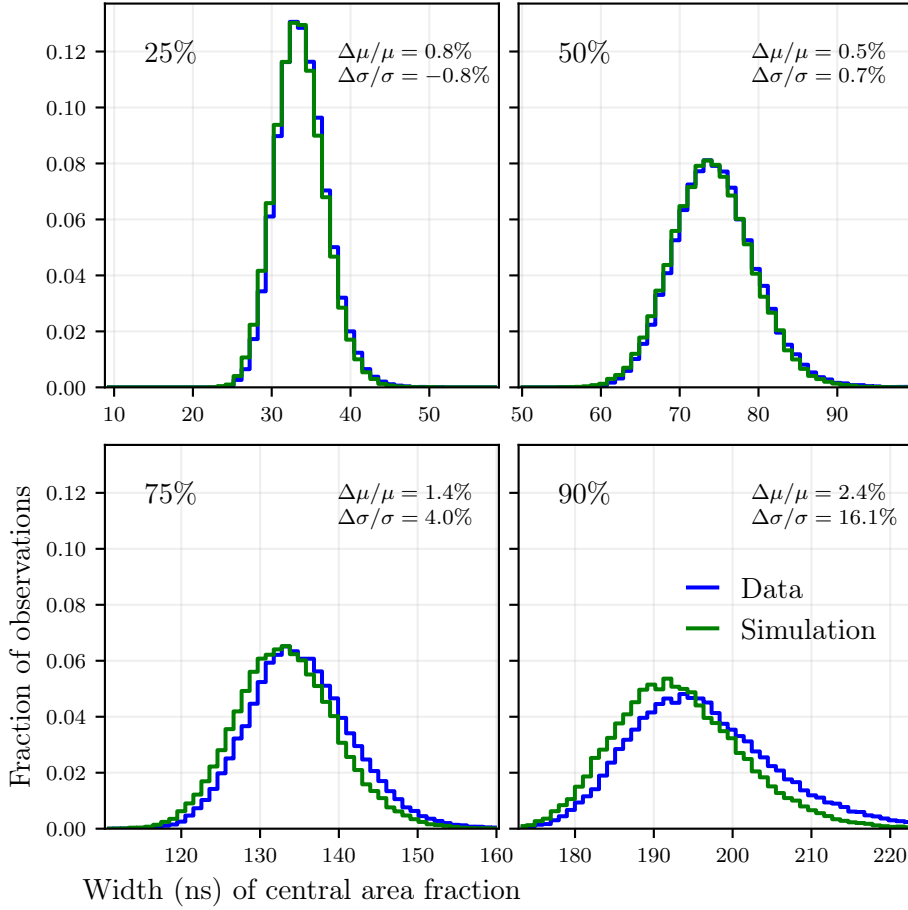 25%
Δμ/μ = 0.8%
Δσ/σ = −0.8%
0.12
0.10
0.08
0.06
0.04
0.02
0.00
10 20 30 40 50
50%
Δμ/μ = 0.5%
Δσ/σ = 0.7%
50 60 70 80 90
75%
Δμ/μ = 1.4%
Δσ/σ = 4.0%
0.12
0.10
0.08
0.06
0.04
0.02
0.00
120 130 140 150 160
90%
Δμ/μ = 2.4%
Δσ/σ = 16.1%
Data
Simulation
180 190 200 210 220
Fraction of observations
Width (ns) of central area fraction